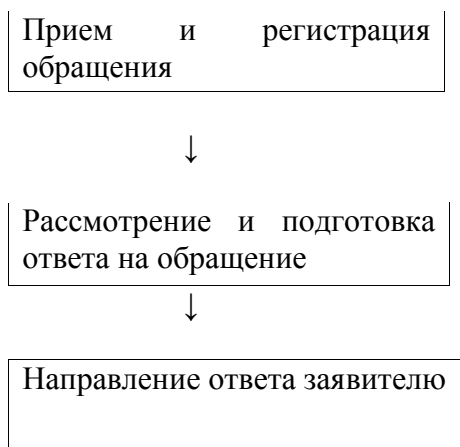 Прием и регистрация
обращения
↓
Рассмотрение и подготовка
ответа на обращение
↓
Направление ответа заявителю